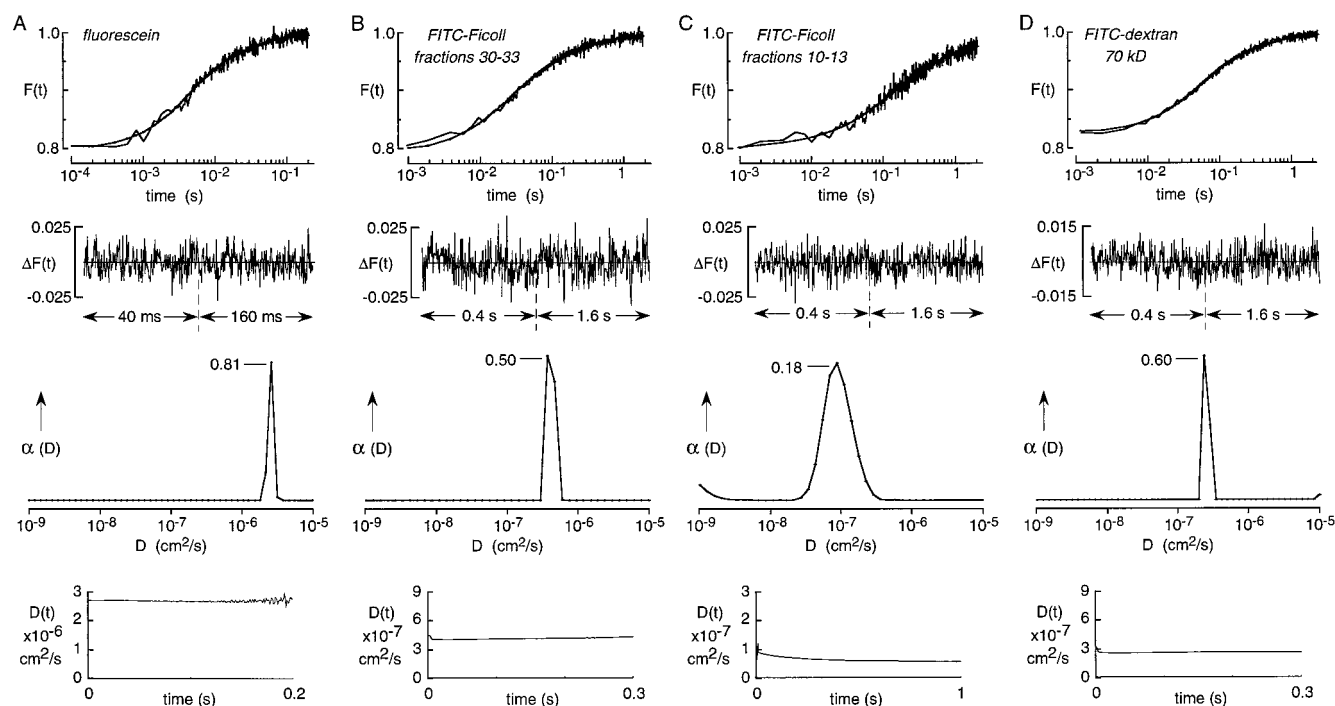 A
fluorescein
1.0
F(t)
0.8
10-4 10-3 10-2 10-1
time (s)
0.025
ΔF(t)
-0.025
40 ms 160 ms
0.81
α (D)
10-9 10-8 10-7 10-6 10-5
D (cm2/s)
3
D(t)
2
x10-6
1
cm2/s
0
0 0.2
time (s)
B
FITC-Ficoll
fractions 30-33
1.0
F(t)
0.8
10-3 10-2 10-1 1
time (s)
0.025
ΔF(t)
-0.025
0.4 s 1.6 s
0.50
α (D)
10-9 10-8 10-7 10-6 10-5
D (cm2/s)
9
D(t)
6
x10-7
3
cm2/s
0
0 0.3
time (s)
C
FITC-Ficoll
fractions 10-13
1.0
F(t)
0.8
10-3 10-2 10-1 1
time (s)
0.025
ΔF(t)
-0.025
0.4 s 1.6 s
0.18
α (D)
10-9 10-8 10-7 10-6 10-5
D (cm2/s)
3
D(t)
2
x10-7
1
cm2/s
0
0 1
time (s)
D
FITC-dextran
70 kD
1.0
F(t)
0.8
10-3 10-2 10-1 1
time (s)
0.015
ΔF(t)
-0.015
0.4 s 1.6 s
0.60
α (D)
10-9 10-8 10-7 10-6 10-5
D (cm2/s)
9
D(t)
6
x10-7
3
cm2/s
0
0 0.3
time (s)